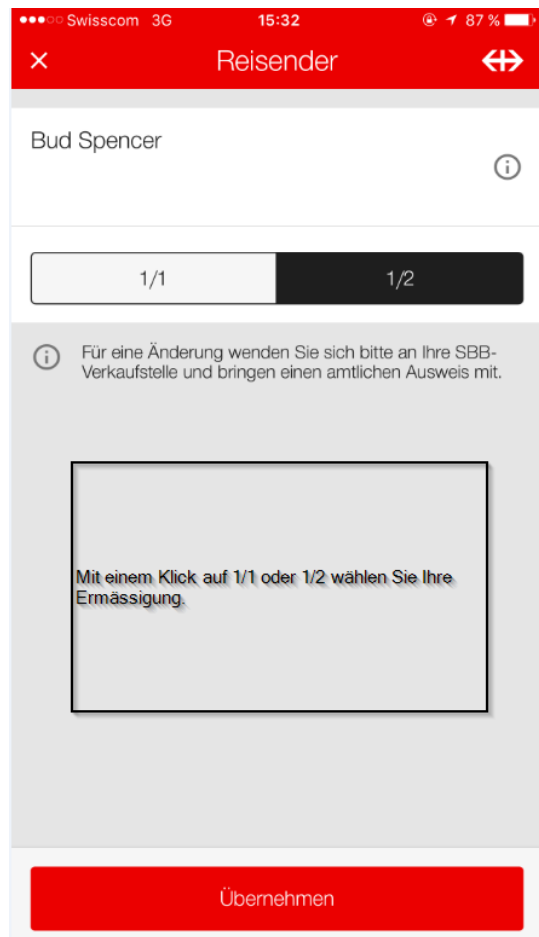 Swisscom 3G 15:32 87 %
Reisender
Bud Spencer
1/1 1/2
Für eine Änderung wenden Sie sich bitte an Ihre SBB-
Verkaufstelle und bringen einen amtlichen Ausweis mit.
Mit einem Klick auf 1/1 oder 1/2 wählen Sie Ihre
Ermässigung.
Übernehmen